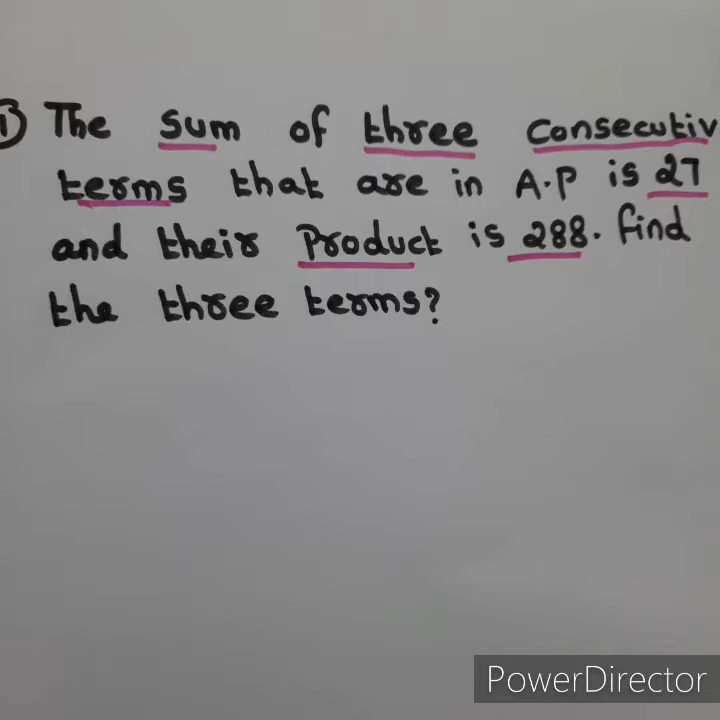 1) The sum of three consecutiv
terms that are in A.P is 27
and their Product is 288. find
the three terms?
PowerDirector